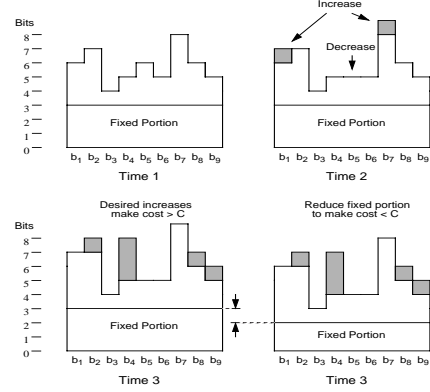 Increase
Bits
8
7
6
5
4
3
2
1
0
Fixed Portion
b1 b2 b3 b4 b5 b6 b7 b8 b9
Time 1
Decrease
Fixed Portion
b1 b2 b3 b4 b5 b6 b7 b8 b9
Time 2
Desired increases
make cost > C
Bits
8
7
6
5
4
3
2
1
0
Fixed Portion
b1 b2 b3 b4 b5 b6 b7 b8 b9
Time 3
Reduce fixed portion
to make cost < C
Fixed Portion
b1 b2 b3 b4 b5 b6 b7 b8 b9
Time 3